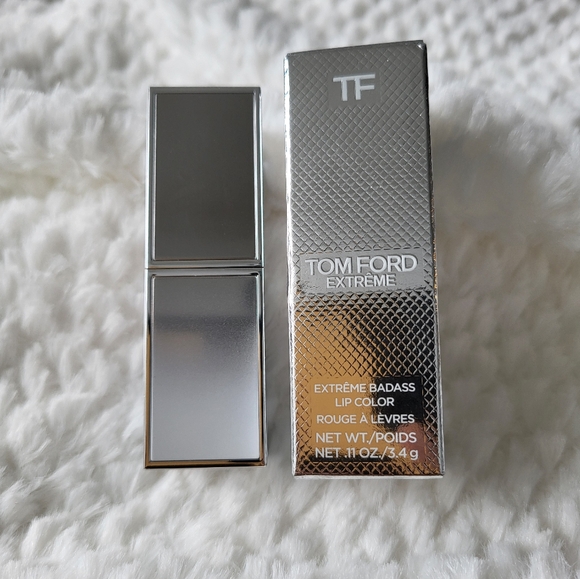 TF
TOM FORD
EXTRÊME
EXTRÊME BADASS
LIP COLOR
ROUGE À LÈVRES
NET WT./POIDS
NET .11 OZ./3.4 g